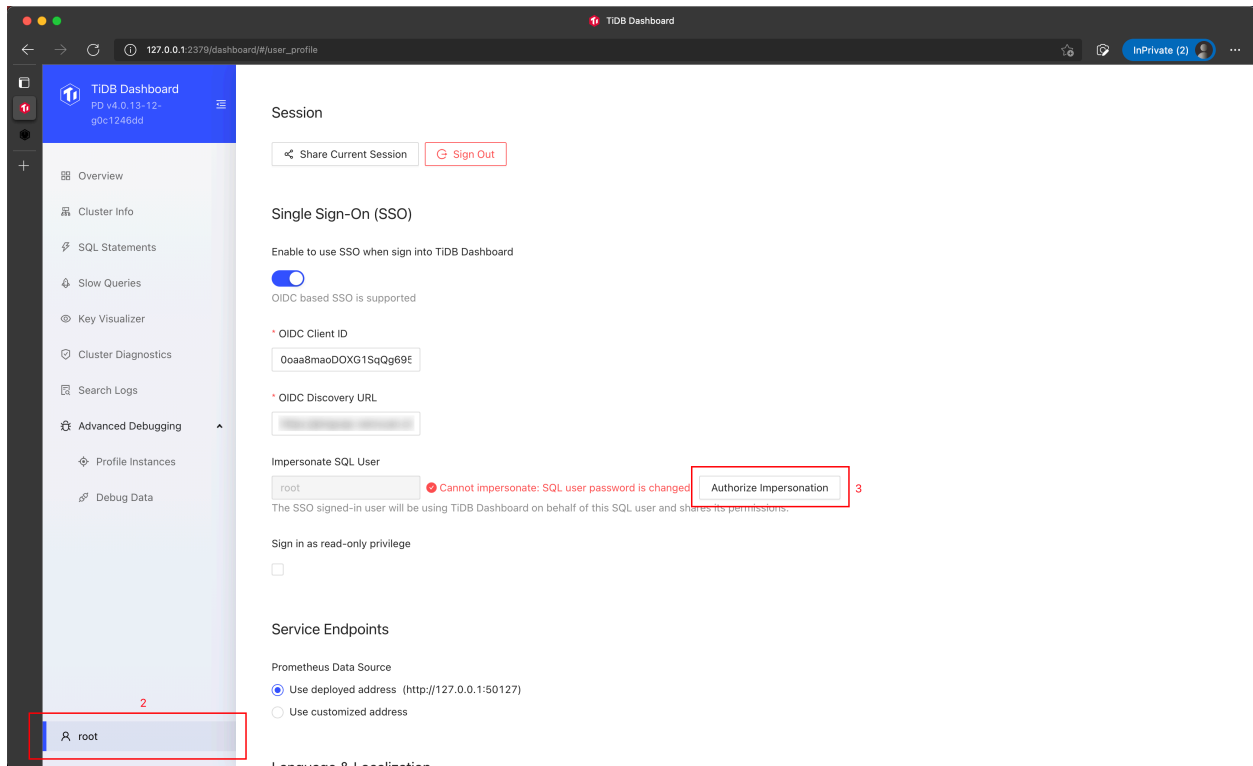 TiDB Dashboard
127.0.0.1:2379/dashboard/#/user_profile
InPrivate (2)
TiDB Dashboard
PD v4.0.13-12-
g0c1246dd
Overview
Cluster Info
SQL Statements
Slow Queries
Key Visualizer
Cluster Diagnostics
Search Logs
Advanced Debugging
Profile Instances
Debug Data
2
root
Session
Share Current Session
Sign Out
Single Sign-On (SSO)
Enable to use SSO when sign into TiDB Dashboard
OIDC based SSO is supported
* OIDC Client ID
0oaa8maoDOXG1SqQg695
* OIDC Discovery URL
Impersonate SQL User
root
Cannot impersonate: SQL user password is changed
Authorize Impersonation
3
The SSO signed-in user will be using TiDB Dashboard on behalf of this SQL user and shares its permissions.
Sign in as read-only privilege
Service Endpoints
Prometheus Data Source
Use deployed address (http://127.0.0.1:50127)
Use customized address
Language & Localization